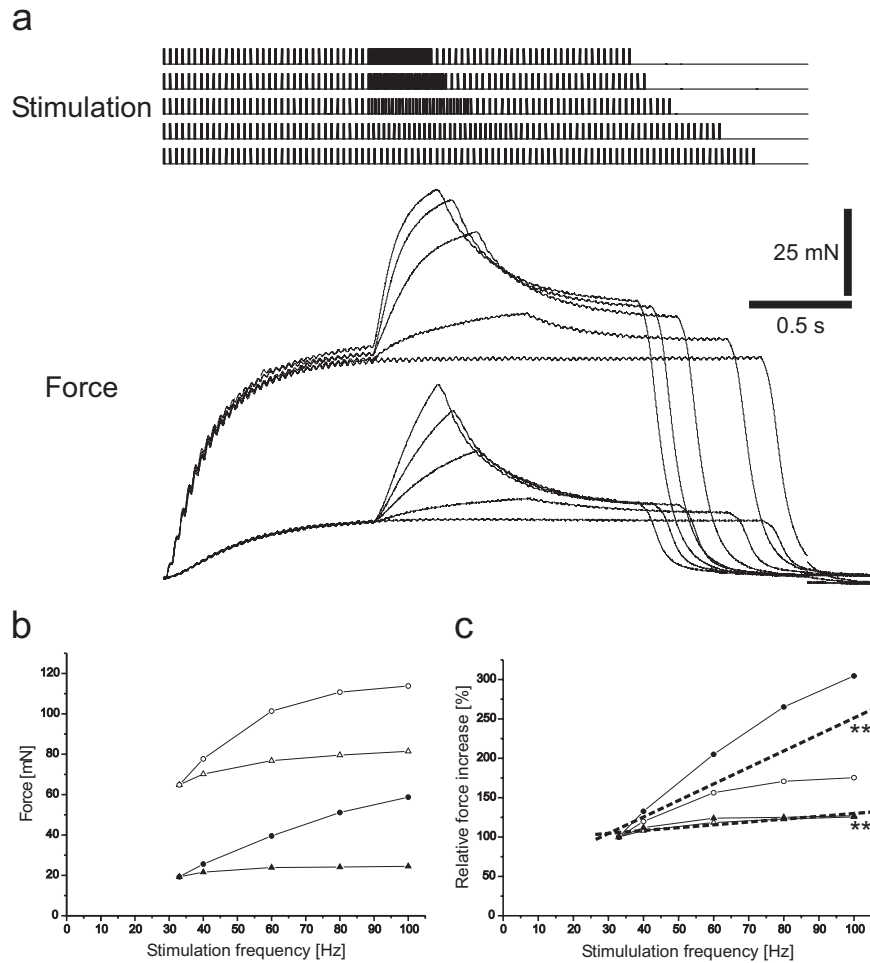 a
Stimulation
25 mN
0.5 s
Force
b
Force [mN]
120
100
80
60
40
20
0
0 10 20 30 40 50 60 70 80 90 100
Stimulation frequency [Hz]
c
Relative force increase [%]
300
250
200
150
100
50
0
**
**
0 10 20 30 40 50 60 70 80 90 100
Stimululation frequency [Hz]